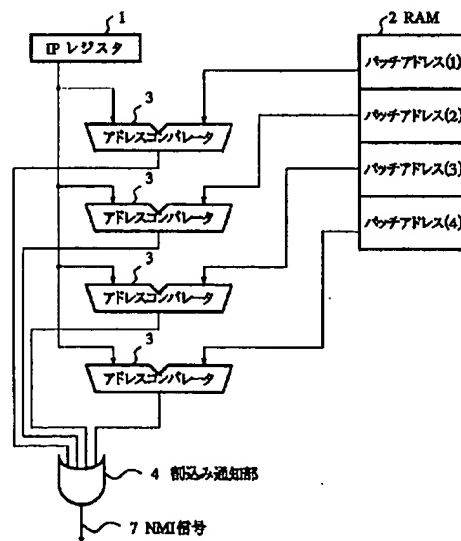 1
IP レジスタ
2 RAM
パッチアドレス(1)
パッチアドレス(2)
パッチアドレス(3)
パッチアドレス(4)
3
アドレスコンパレータ
3
アドレスコンパレータ
3
アドレスコンパレータ
3
アドレスコンパレータ
4 割込み通知部
7 NMI信号